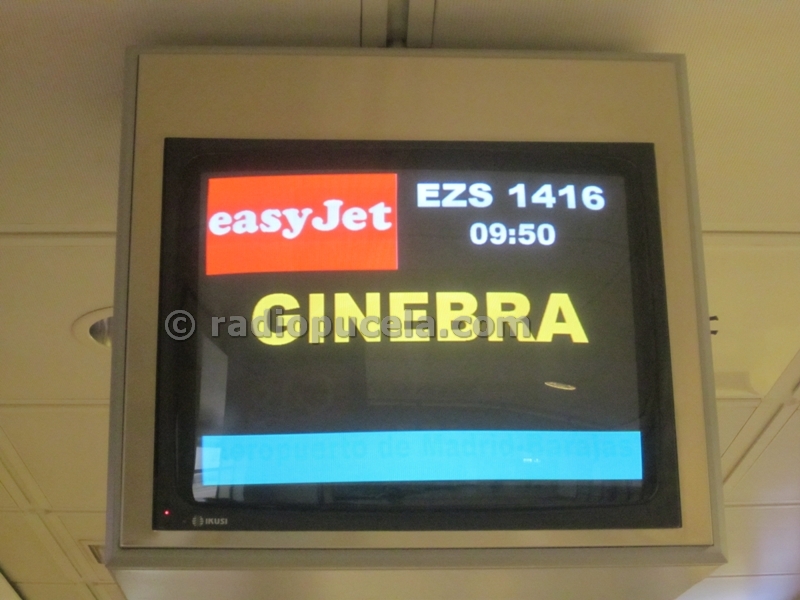 easyJet
EZS 1416
09:50
GINEBRA
© radiopucela.com
Aeropuerto de Madrid-Barajas
IKUSI